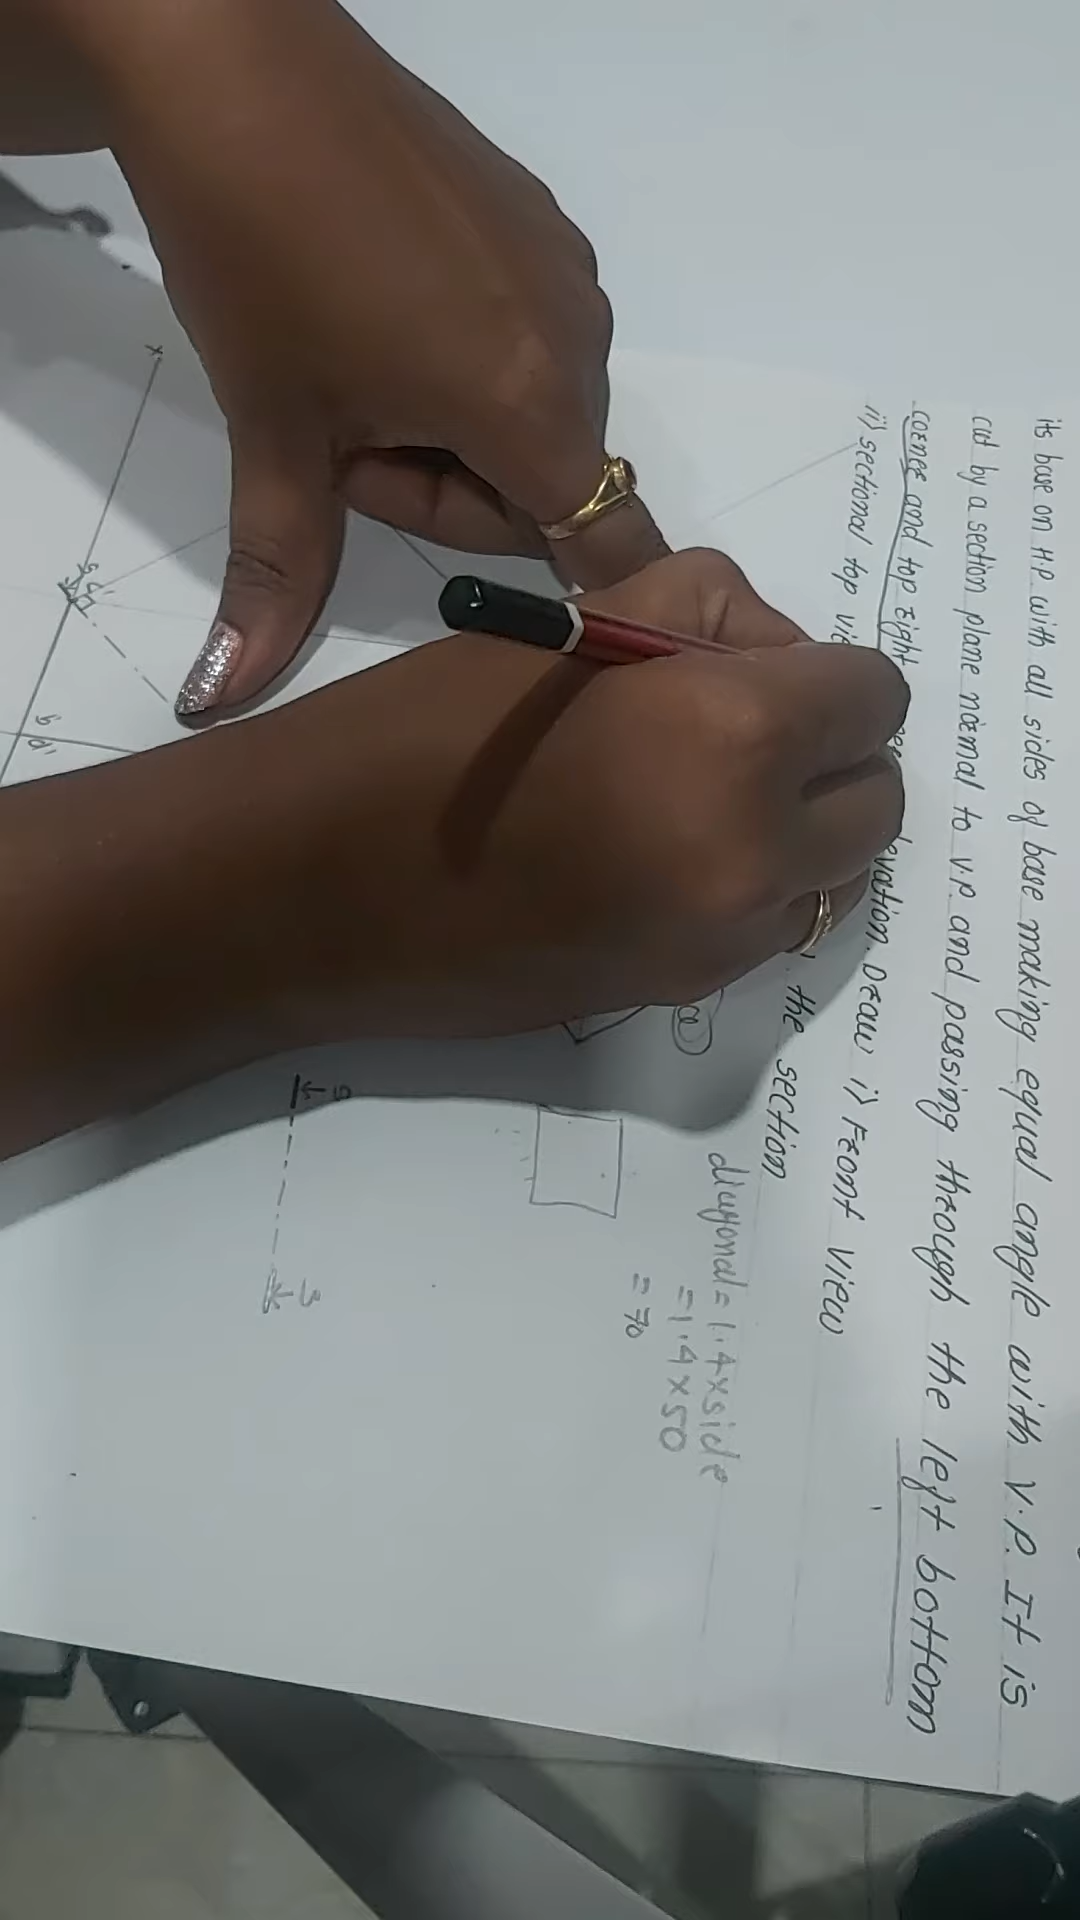 its base on H.P. with all sides of base making equal angle with V.P. It is
cut by a section plane normal to V.P. and passing through the left bottom
corner and top right evation. Draw i) Front view
ii) sectional top vie the section
diagonal = 1.4 x side
= 1.4 x 50
= 70
3
x
b'
d'